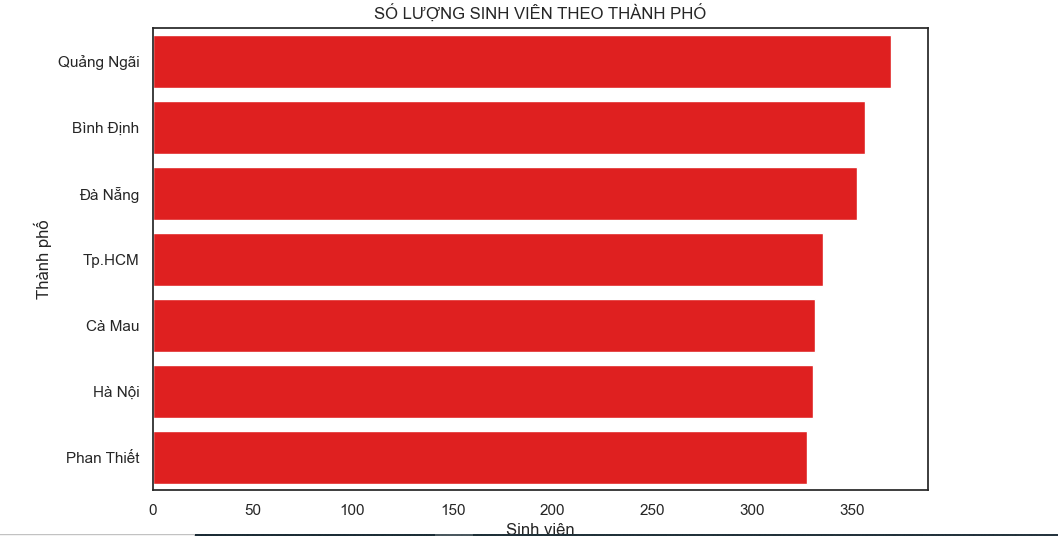 SỐ LƯỢNG SINH VIÊN THEO THÀNH PHỐ
Quảng Ngãi
Bình Định
Đà Nẵng
Tp.HCM
Cà Mau
Hà Nội
Phan Thiết
Thành phố
0 50 100 150 200 250 300 350
Sinh viên